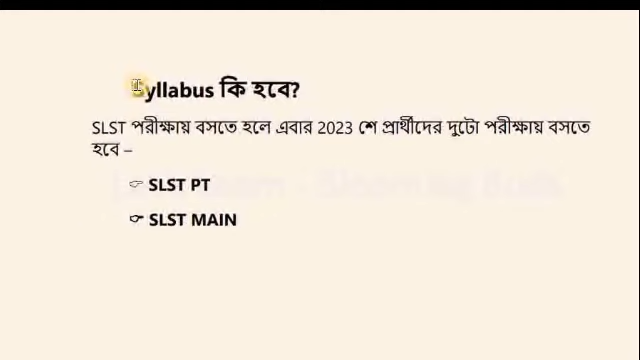 Syllabus কি হবে?
SLST পরীক্ষায় বসতে হলে এবার 2023 শে প্রার্থীদের দুটো পরীক্ষায় বসতে
হবে –
☞ SLST PT
☞ SLST MAIN